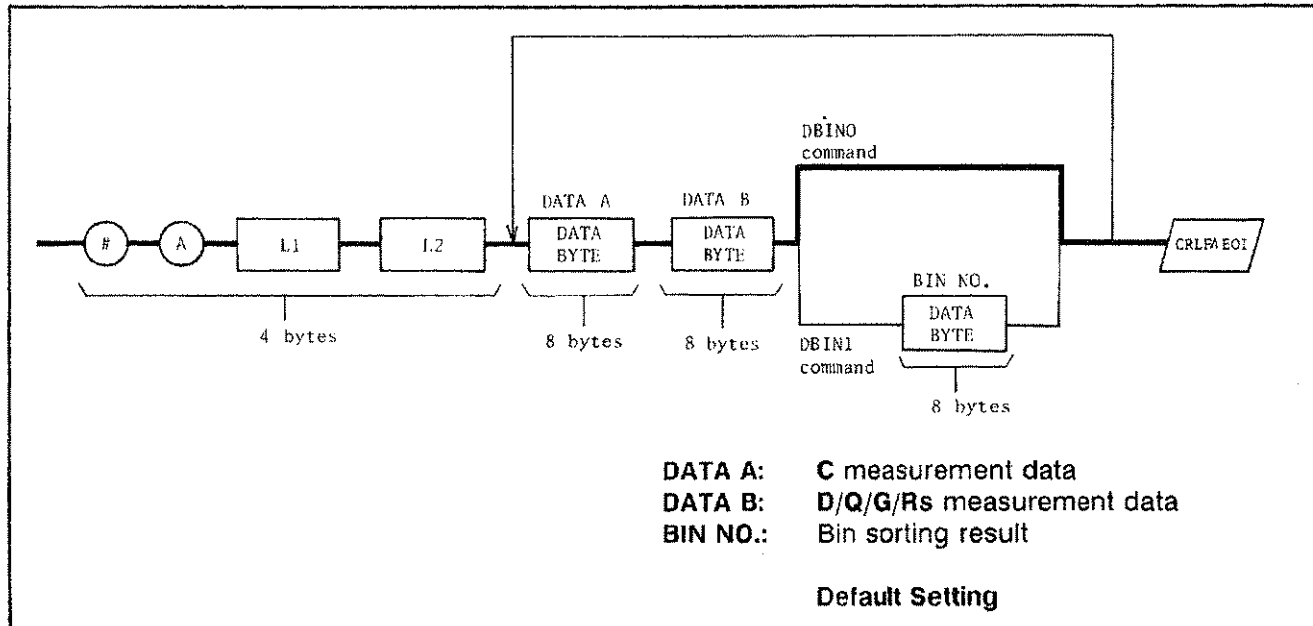 DBIN0
command
DATA A DATA B
# A L1 L2 DATA
BYTE DATA
BYTE CRLFΛEOI
BIN NO.
DATA
BYTE
4 bytes 8 bytes 8 bytes DBIN1
command
8 bytes
DATA A: C measurement data
DATA B: D/Q/G/Rs measurement data
BIN NO.: Bin sorting result
Default Setting